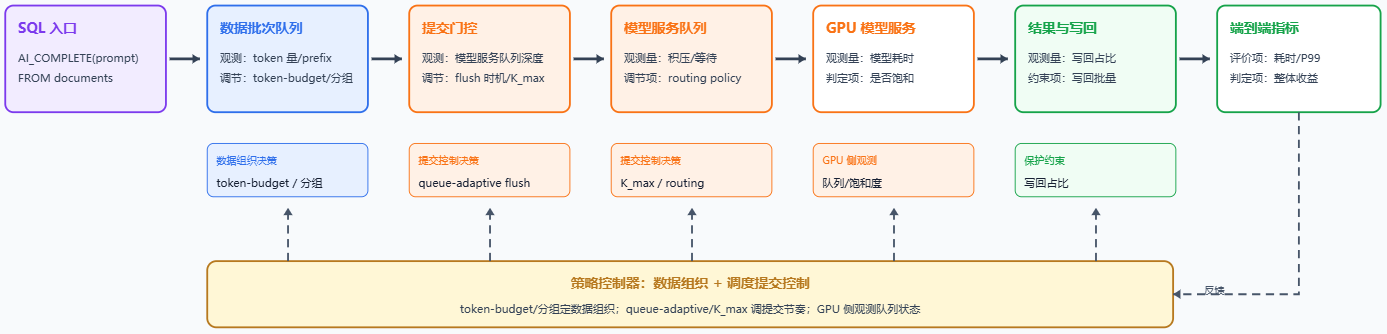 SQL 入口
AI_COMPLETE(prompt)
FROM documents
数据批次队列
观测：token 量/prefix
调节：token-budget/分组
提交门控
观测：模型服务队列深度
调节：flush 时机/K_max
模型服务队列
观测量：积压/等待
调节项：routing policy
GPU 模型服务
观测量：模型耗时
判定项：是否饱和
结果与写回
观测量：写回占比
约束项：写回批量
端到端指标
评价项：耗时/P99
判定项：整体收益
数据组织决策
token-budget / 分组
提交控制决策
queue-adaptive flush
提交控制决策
K_max / routing
GPU 侧观测
队列/饱和度
保护约束
写回占比
策略控制器：数据组织 + 调度提交控制
token-budget/分组定数据组织；queue-adaptive/K_max 调提交节奏；GPU 侧观测队列状态
反馈